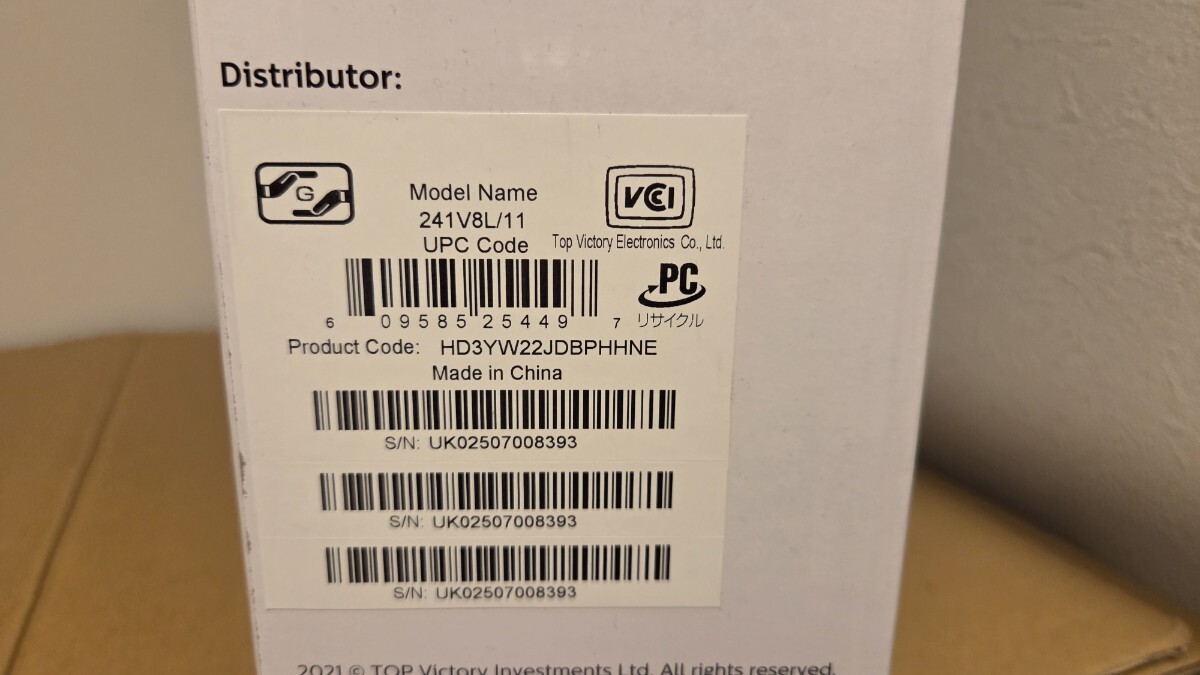 Distributor:
G
Model Name
241V8L/11
UPC Code
VCCI
Top Victory Electronics Co., Ltd.
6 09585 25449 7
PC
リサイクル
Product Code: HD3YW22JDBPHHNE
Made in China
S/N: UK02507008393
S/N: UK02507008393
S/N: UK02507008393
2021 © TOP Victory Investments Ltd. All rights reserved.